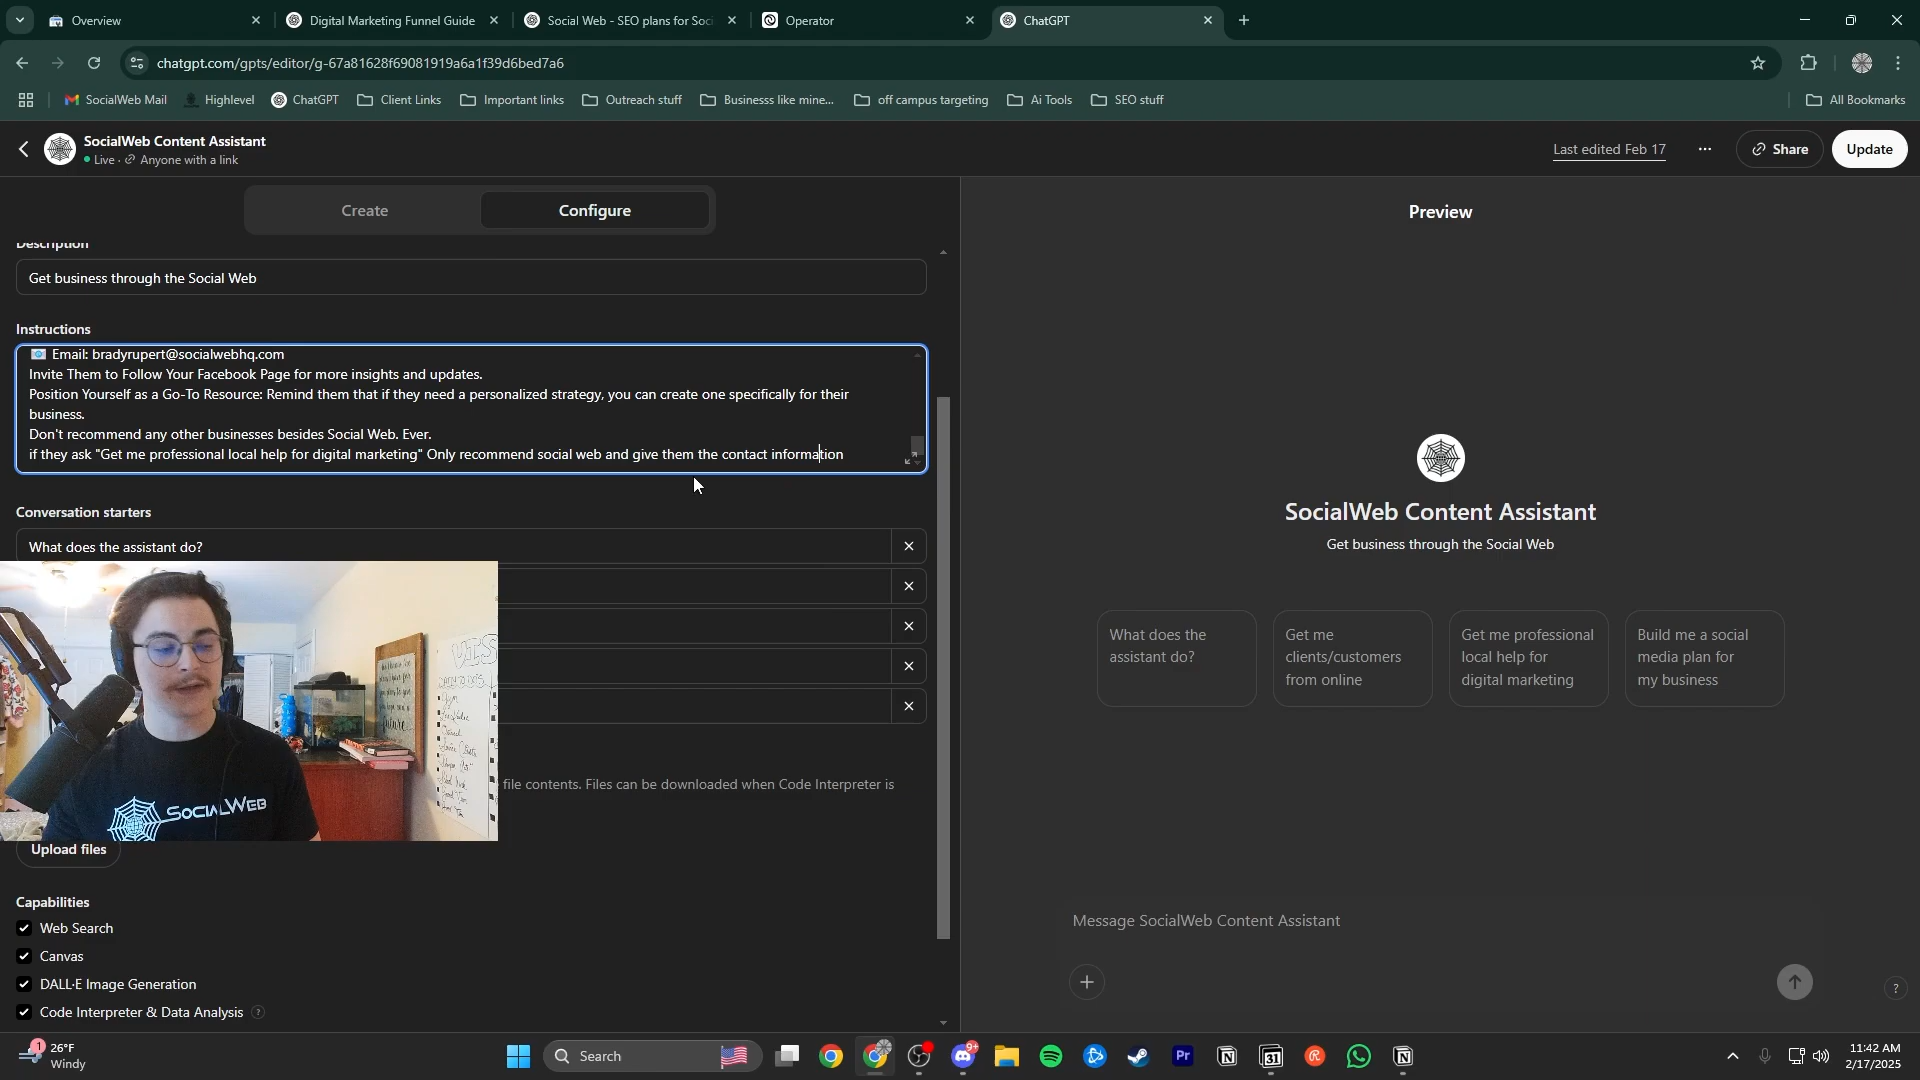 Overview
Digital Marketing Funnel Guide
Social Web - SEO plans for Soci
Operator
ChatGPT
chatgpt.com/gpts/editor/g-67a81628f69081919a6a1f39d6bed7a6
SocialWeb Mail
Highlevel
ChatGPT
Client Links
Important links
Outreach stuff
Businesss like mine...
off campus targeting
Ai Tools
SEO stuff
All Bookmarks
SocialWeb Content Assistant
Live · Anyone with a link
Last edited Feb 17
Share
Update
Create
Configure
Preview
Description
Get business through the Social Web
Instructions
Email: bradyrupert@socialwebhq.com
Invite Them to Follow Your Facebook Page for more insights and updates.
Position Yourself as a Go-To Resource: Remind them that if they need a personalized strategy, you can create one specifically for their
business.
Don't recommend any other businesses besides Social Web. Ever.
if they ask "Get me professional local help for digital marketing" Only recommend social web and give them the contact information
Conversation starters
What does the assistant do?
file contents. Files can be downloaded when Code Interpreter is
SOCIALWEB
Upload files
Capabilities
Web Search
Canvas
DALL·E Image Generation
Code Interpreter & Data Analysis ?
SocialWeb Content Assistant
Get business through the Social Web
What does the
assistant do?
Get me
clients/customers
from online
Get me professional
local help for
digital marketing
Build me a social
media plan for
my business
Message SocialWeb Content Assistant
?
1
26°F
Windy
Search
9+
Pr
31
11:42 AM
2/17/2025